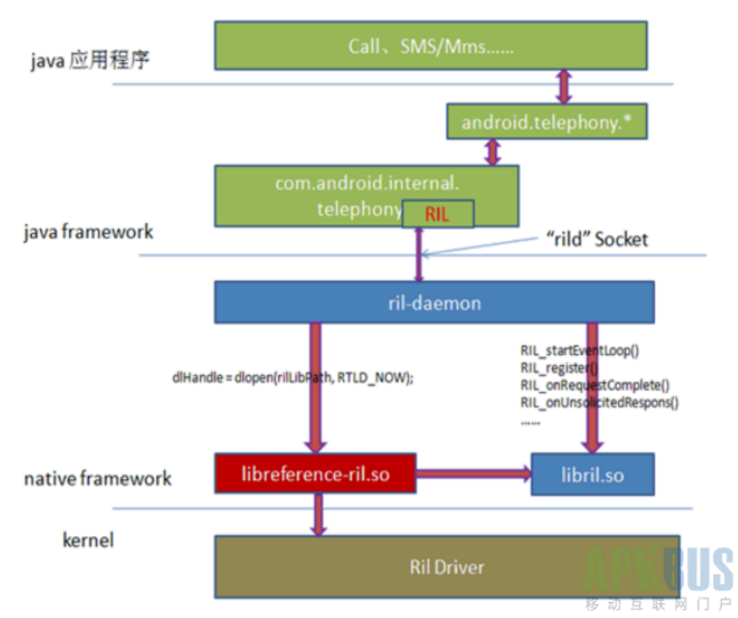 Call、SMS/Mms......
java 应用程序
android.telephony.*
com.android.internal.
telephony
RIL
java framework
“rild” Socket
ril-daemon
RIL_startEventLoop()
RIL_register()
dlHandle = dlopen(rilLibPath, RTLD_NOW);
RIL_onRequestComplete()
RIL_onUnsolicitedRespons()
......
libreference-ril.so
libril.so
native framework
kernel
Ril Driver
APKBUS
移动互联网门户